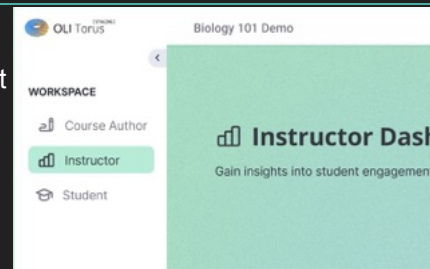 OLI Torus
Biology 101 Demo
t
WORKSPACE
Course Author
Instructor
Student
Instructor Dash
Gain insights into student engagement